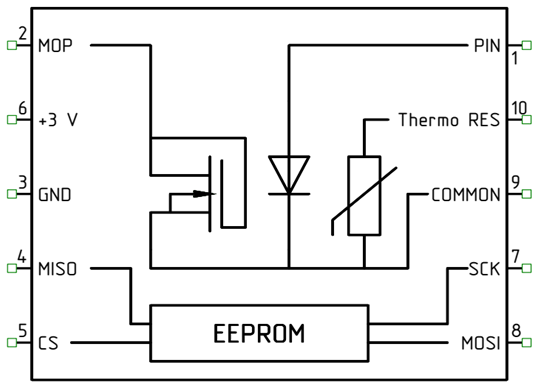 2 MOP PIN 1
6 +3 V Thermo RES 10
3 GND COMMON 9
4 MISO SCK 7
EEPROM
5 CS MOSI 8